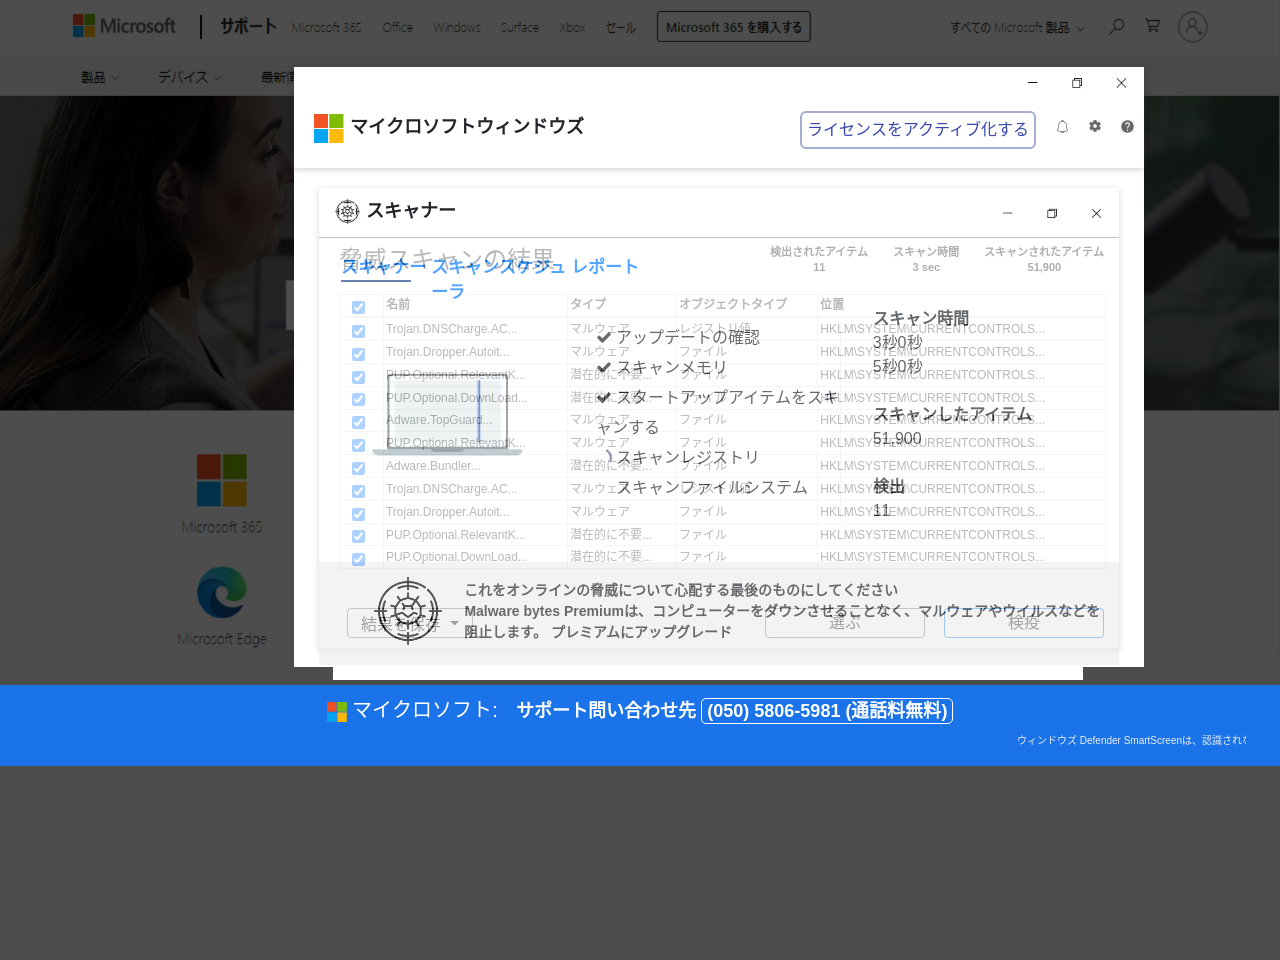 Microsoft サポート Microsoft 365 Office Windows Surface Xbox セール Microsoft 365 を購入する すべての Microsoft 製品
製品 デバイス
マイクロソフトウィンドウズ ライセンスをアクティブ化する
スキャナー
脅威スキャンの結果
検出されたアイテム スキャン時間 スキャンされたアイテム
11 3 sec 51,900
スキャナー スキャンスケジュ レポート
ーラ
名前 タイプ オブジェクトタイプ 位置
Trojan.DNSCharge.AC... マルウェア レジストリ値 HKLM\SYSTEM\CURRENTCONTROLS...
Trojan.Dropper.Autoit... マルウェア ファイル HKLM\SYSTEM\CURRENTCONTROLS...
PUP.Optional.RelevantK... 潜在的に不要... ファイル HKLM\SYSTEM\CURRENTCONTROLS...
PUP.Optional.DownLoad... 潜在的に不要... ファイル HKLM\SYSTEM\CURRENTCONTROLS...
Adware.TopGuard... マルウェア ファイル HKLM\SYSTEM\CURRENTCONTROLS...
PUP.Optional.RelevantK... マルウェア ファイル HKLM\SYSTEM\CURRENTCONTROLS...
Adware.Bundler... 潜在的に不要... ファイル HKLM\SYSTEM\CURRENTCONTROLS...
Trojan.DNSCharge.AC... マルウェア レジストリ値 HKLM\SYSTEM\CURRENTCONTROLS...
Trojan.Dropper.Autoit... マルウェア ファイル HKLM\SYSTEM\CURRENTCONTROLS...
PUP.Optional.RelevantK... 潜在的に不要... ファイル HKLM\SYSTEM\CURRENTCONTROLS...
PUP.Optional.DownLoad... 潜在的に不要... ファイル HKLM\SYSTEM\CURRENTCONTROLS...
アップデートの確認
スキャンメモリ
スタートアップアイテムをスキ
ャンする
スキャンレジストリ
スキャンファイルシステム
スキャン時間
3秒0秒
5秒0秒
スキャンしたアイテム
51,900
検出
11
これをオンラインの脅威について心配する最後のものにしてください
Malware bytes Premiumは、コンピューターをダウンさせることなく、マルウェアやウイルスなどを
阻止します。 プレミアムにアップグレード
結果を保存 選ぶ 検疫
Microsoft 365
Microsoft Edge
マイクロソフト: サポート問い合わせ先 (050) 5806-5981 (通話料無料)
ウィンドウズ Defender SmartScreenは、認識され